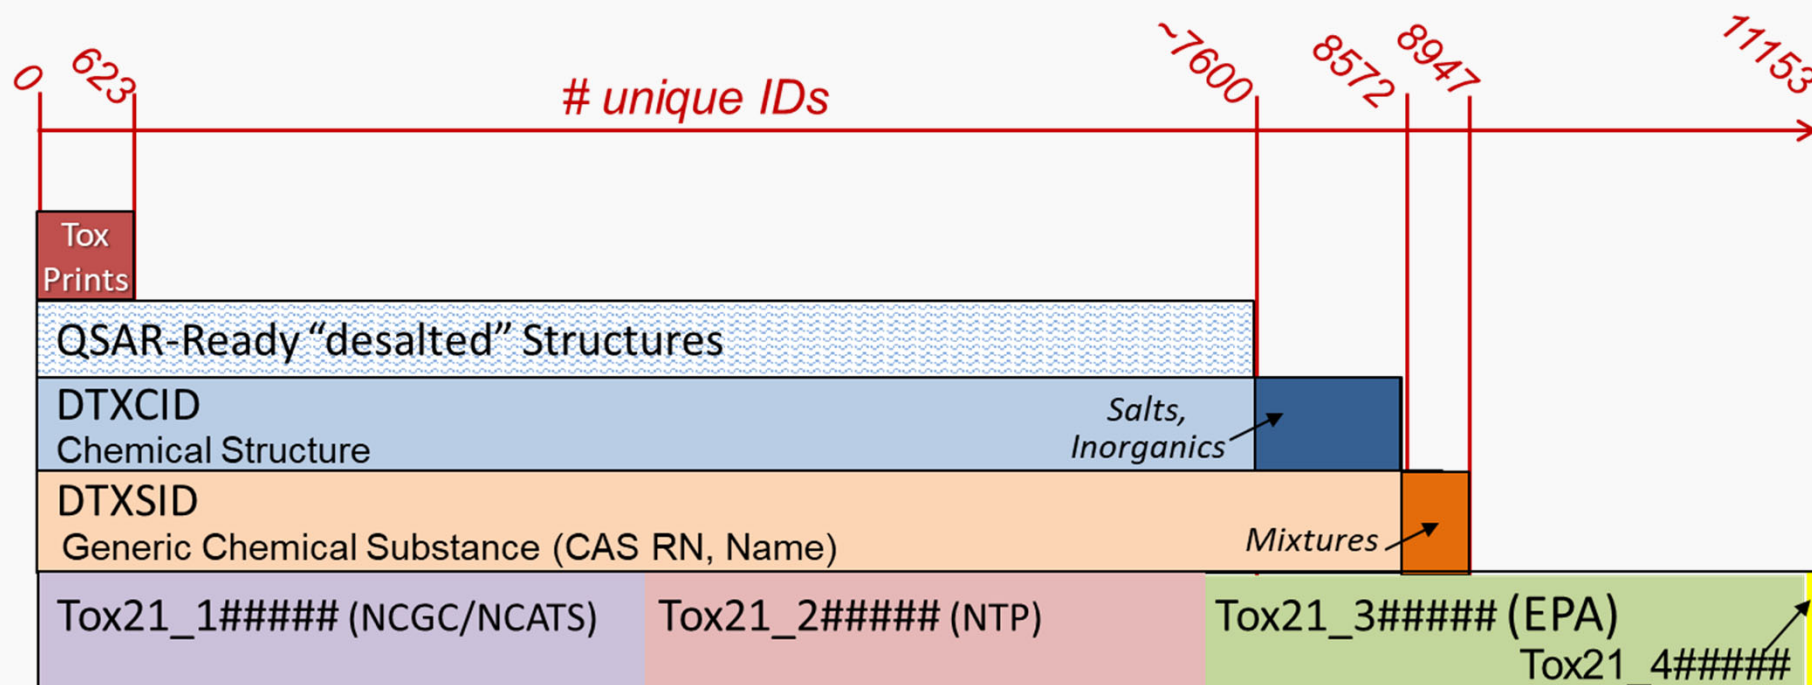 0
623
# unique IDs
~7600
8572
8947
11153
Tox
Prints
QSAR-Ready “desalted” Structures
DTXCID
Chemical Structure
Salts,
Inorganics
DTXSID
Generic Chemical Substance (CAS RN, Name)
Mixtures
Tox21_1##### (NCGC/NCATS)
Tox21_2##### (NTP)
Tox21_3##### (EPA)
Tox21_4#####